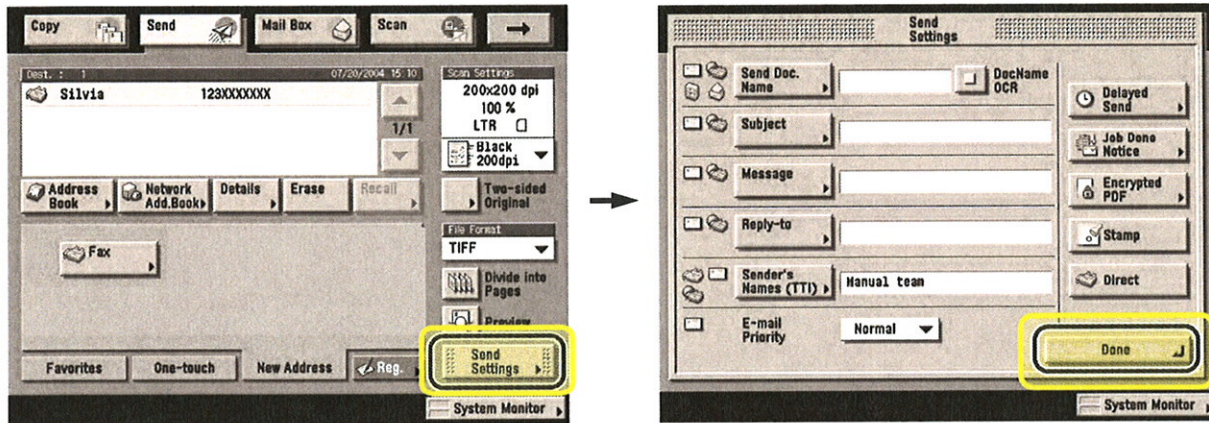 Copy
Send
Mail Box
Scan
Dest. : 1
07/20/2004 15:10
Silvia 123XXXXXXX
1/1
Address Book
Network Add.Book
Details
Erase
Recall
Fax
Favorites
One-touch
New Address
Reg.
Scan Settings
200x200 dpi
100 %
LTR
Black
200dpi
Two-sided
Original
File Format
TIFF
Divide into
Pages
Preview
Send
Settings
System Monitor
Send
Settings
Send Doc.
Name
DocName
OCR
Subject
Message
Reply-to
Sender's
Names (TTI)
Manual team
E-mail
Priority
Normal
Delayed
Send
Job Done
Notice
Encrypted
PDF
Stamp
Direct
Done
System Monitor